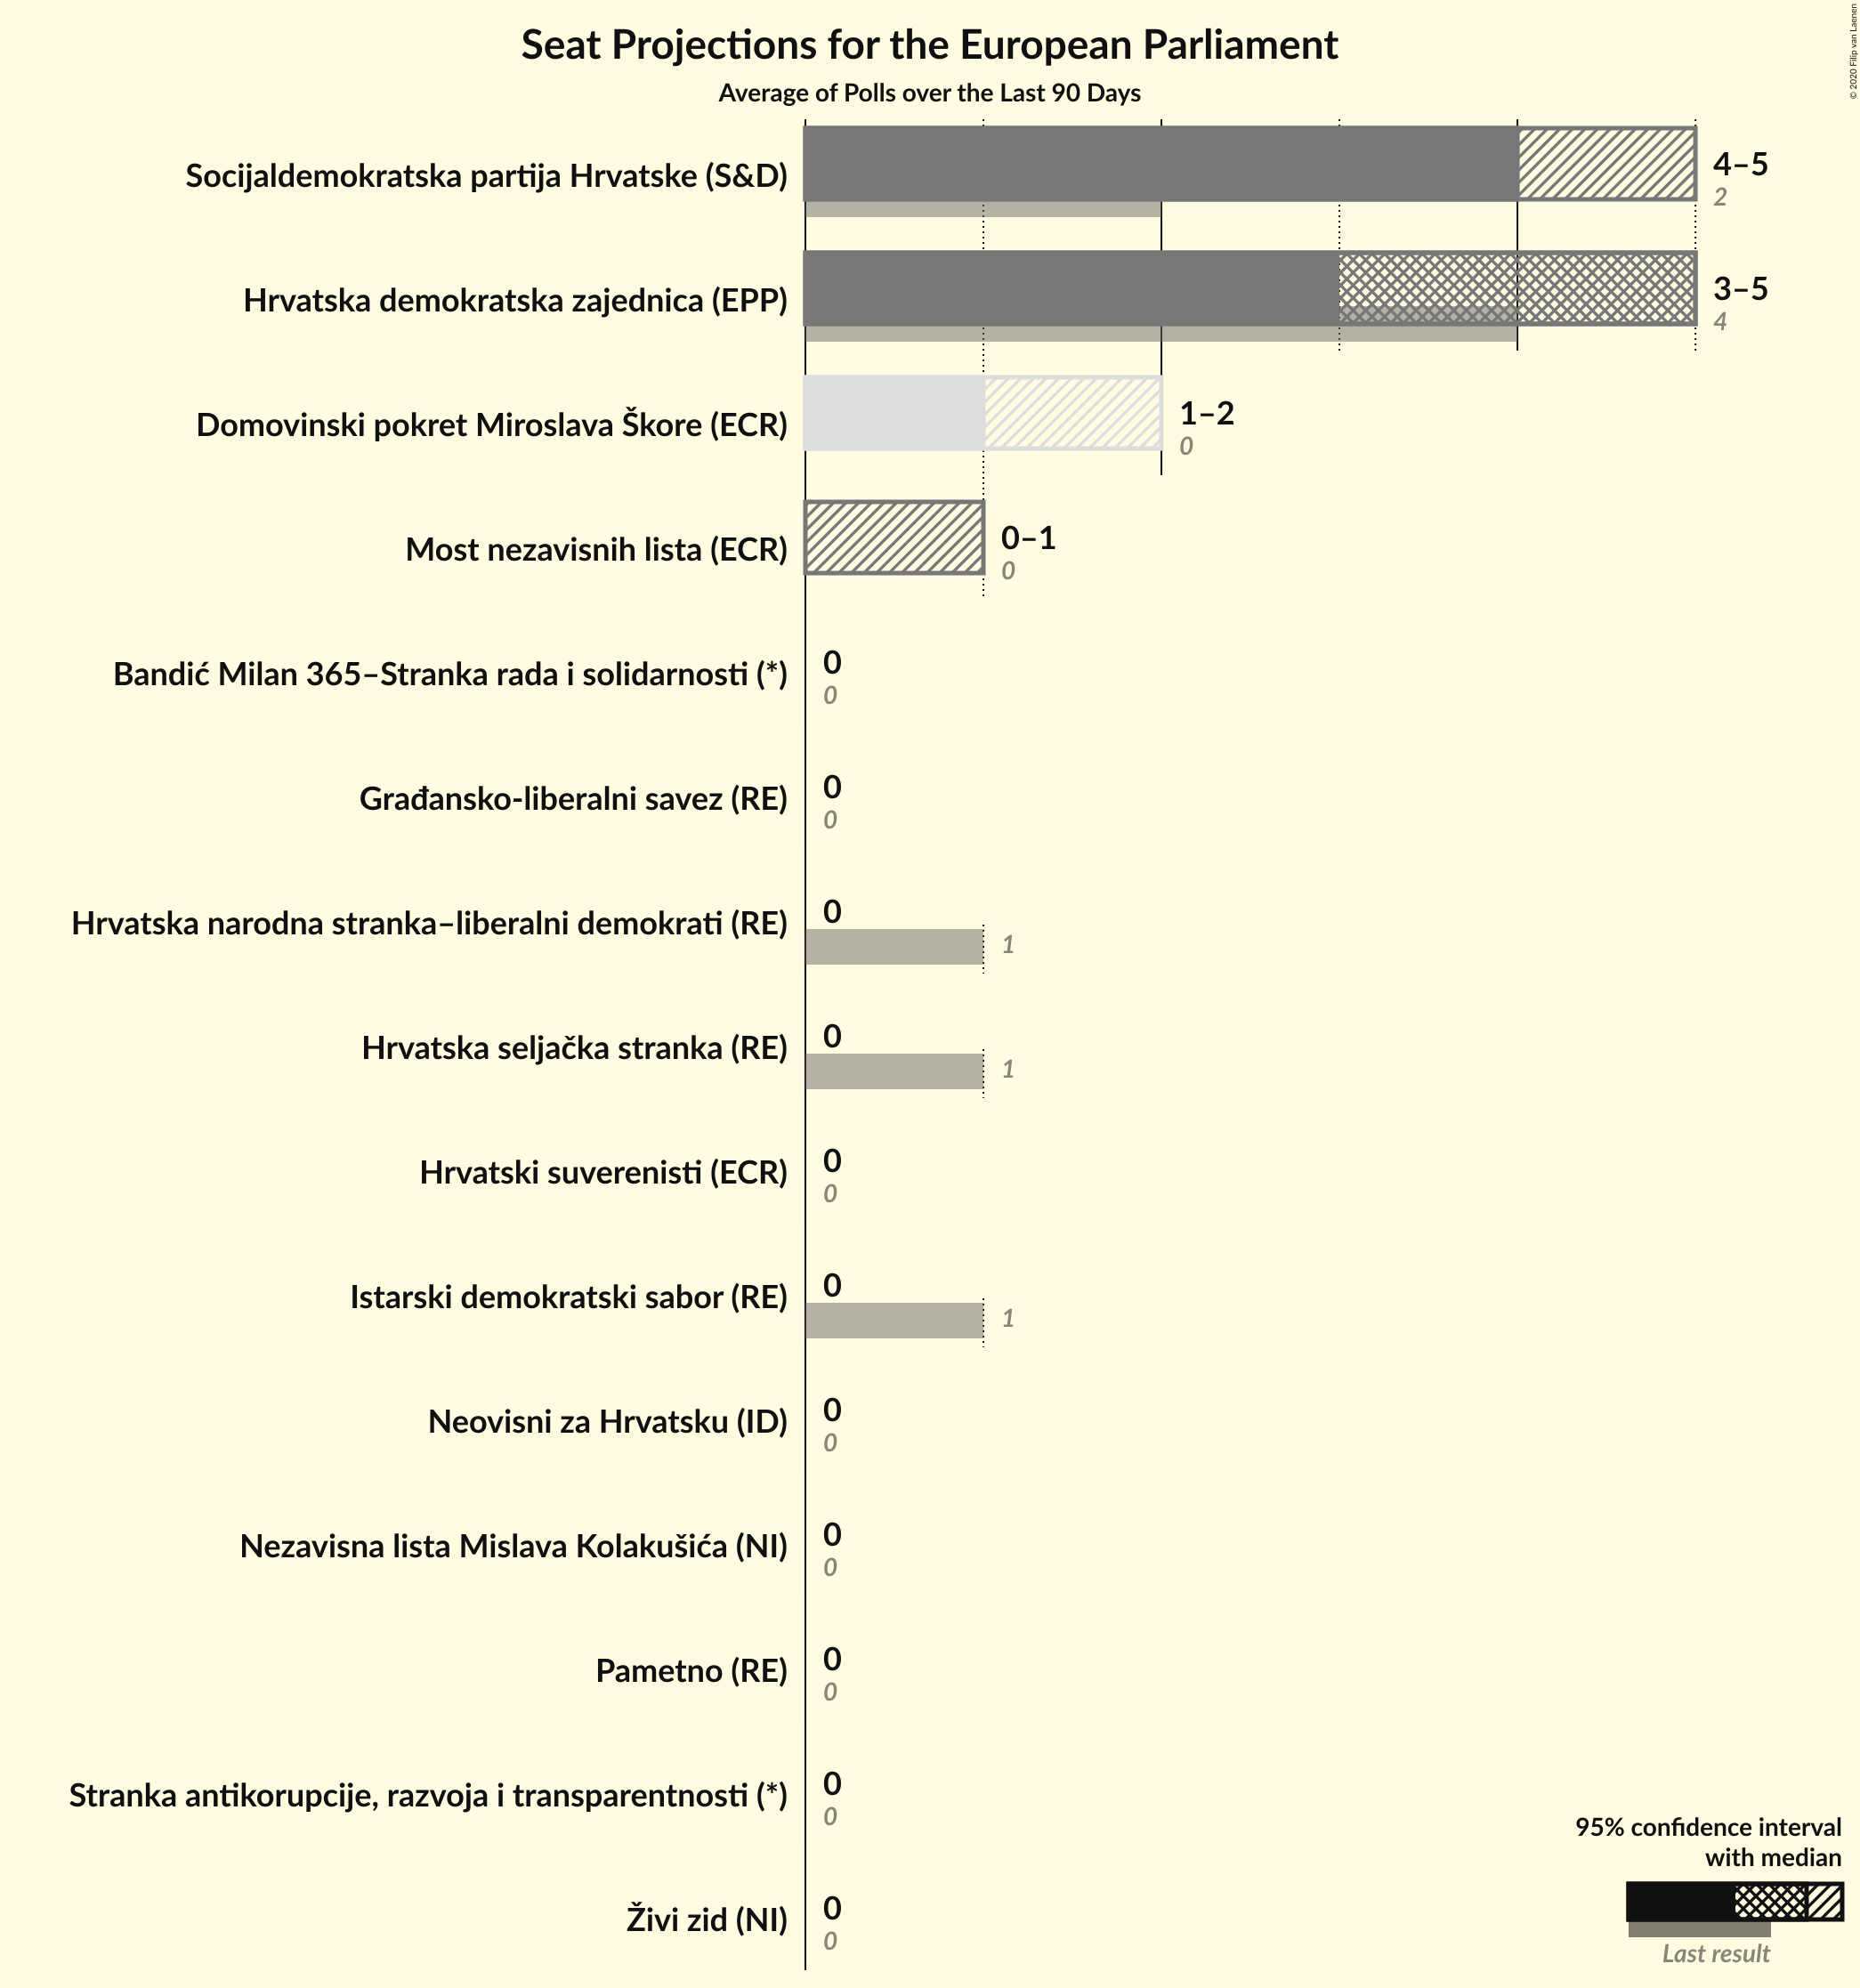 Seat Projections for the European Parliament
Average of Polls over the Last 90 Days
© 2020 Filip van Laenen
Socijaldemokratska partija Hrvatske (S&D)
4–5
2
Hrvatska demokratska zajednica (EPP)
3–5
4
Domovinski pokret Miroslava Škore (ECR)
1–2
0
Most nezavisnih lista (ECR)
0–1
0
Bandić Milan 365–Stranka rada i solidarnosti (*)
0
0
Građansko-liberalni savez (RE)
0
0
Hrvatska narodna stranka–liberalni demokrati (RE)
0
1
Hrvatska seljačka stranka (RE)
0
1
Hrvatski suverenisti (ECR)
0
0
Istarski demokratski sabor (RE)
0
1
Neovisni za Hrvatsku (ID)
0
0
Nezavisna lista Mislava Kolakušića (NI)
0
0
Pametno (RE)
0
0
Stranka antikorupcije, razvoja i transparentnosti (*)
0
0
Živi zid (NI)
0
0
95% confidence interval
with median
Last result